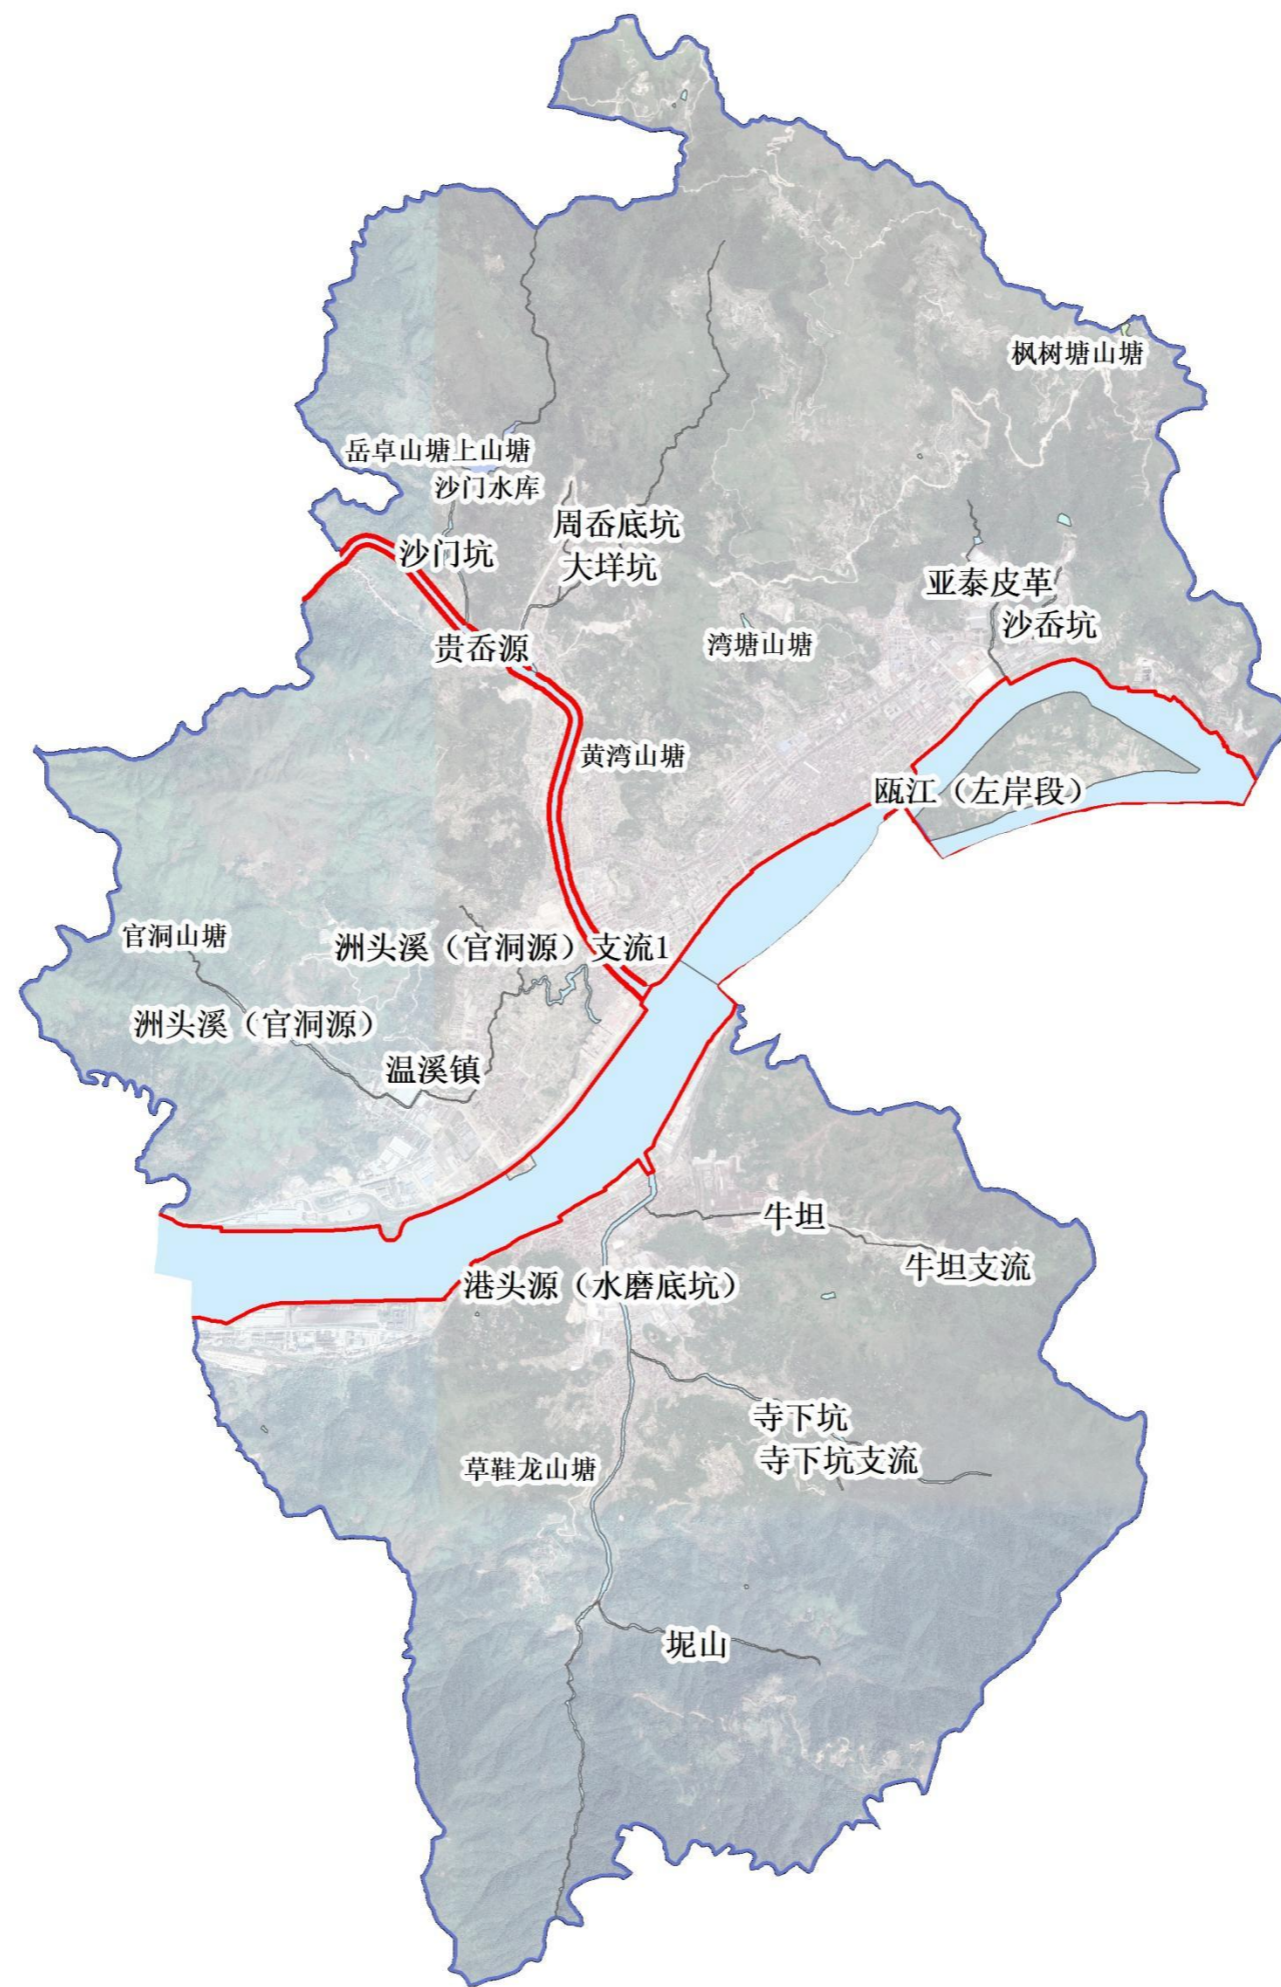 枫树塘山塘
岳卓山塘上山塘
沙门水库
周岙底坑
沙门坑
大垟坑
亚泰皮革
沙岙坑
贵岙源
湾塘山塘
黄湾山塘
瓯江（左岸段）
官洞山塘
洲头溪（官洞源）支流1
洲头溪（官洞源）
温溪镇
牛坦
牛坦支流
港头源（水磨底坑）
寺下坑
寺下坑支流
草鞋龙山塘
坭山